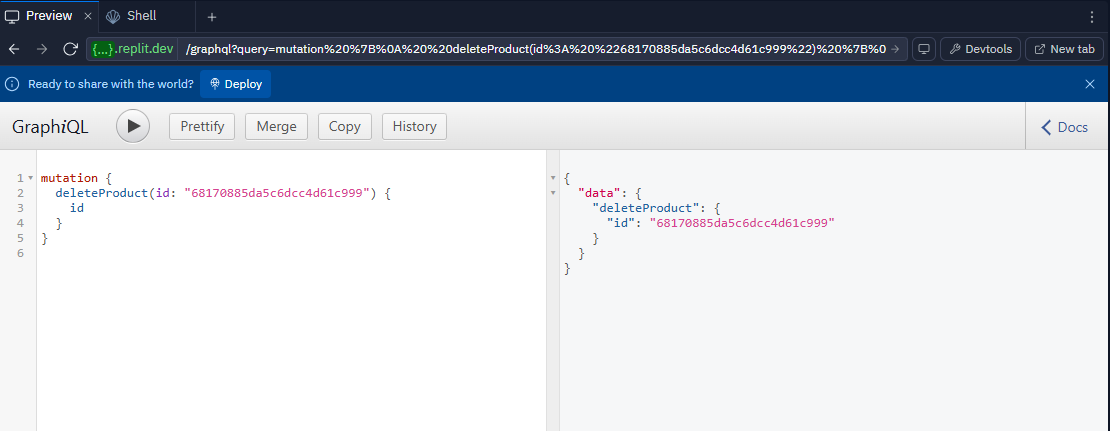 Preview
Shell
{...}.replit.dev /graphql?query=mutation%20%7B%0A%20%20deleteProduct(id%3A%20%2268170885da5c6dcc4d61c999%22)%20%7B%0 Devtools New tab
Ready to share with the world? Deploy
GraphiQL Prettify Merge Copy History Docs
1 mutation {
2 deleteProduct(id: "68170885da5c6dcc4d61c999") {
3 id
4 }
5 }
6
{
"data": {
"deleteProduct": {
"id": "68170885da5c6dcc4d61c999"
}
}
}